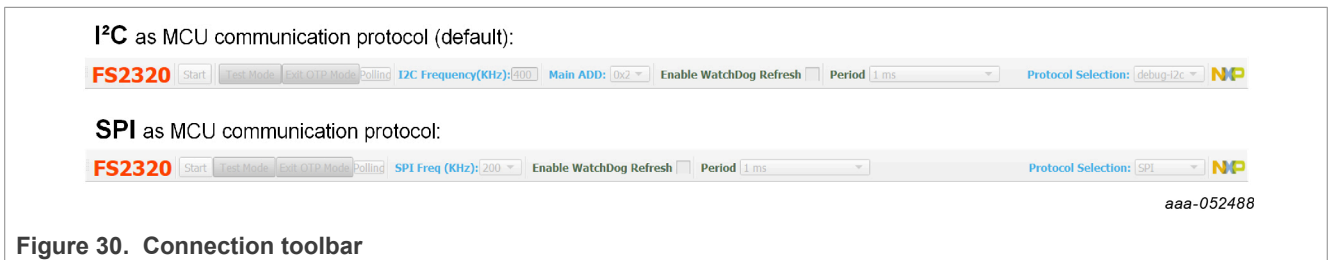 I²C as MCU communication protocol (default):
FS2320 Start Test Mode Exit OTP Mode Polling I2C Frequency(KHz): 400 Main ADD: 0x2 Enable WatchDog Refresh Period 1 ms Protocol Selection: debug-i2c NXP
SPI as MCU communication protocol:
FS2320 Start Test Mode Exit OTP Mode Polling SPI Freq (KHz): 200 Enable WatchDog Refresh Period 1 ms Protocol Selection: SPI NXP
aaa-052488
Figure 30. Connection toolbar